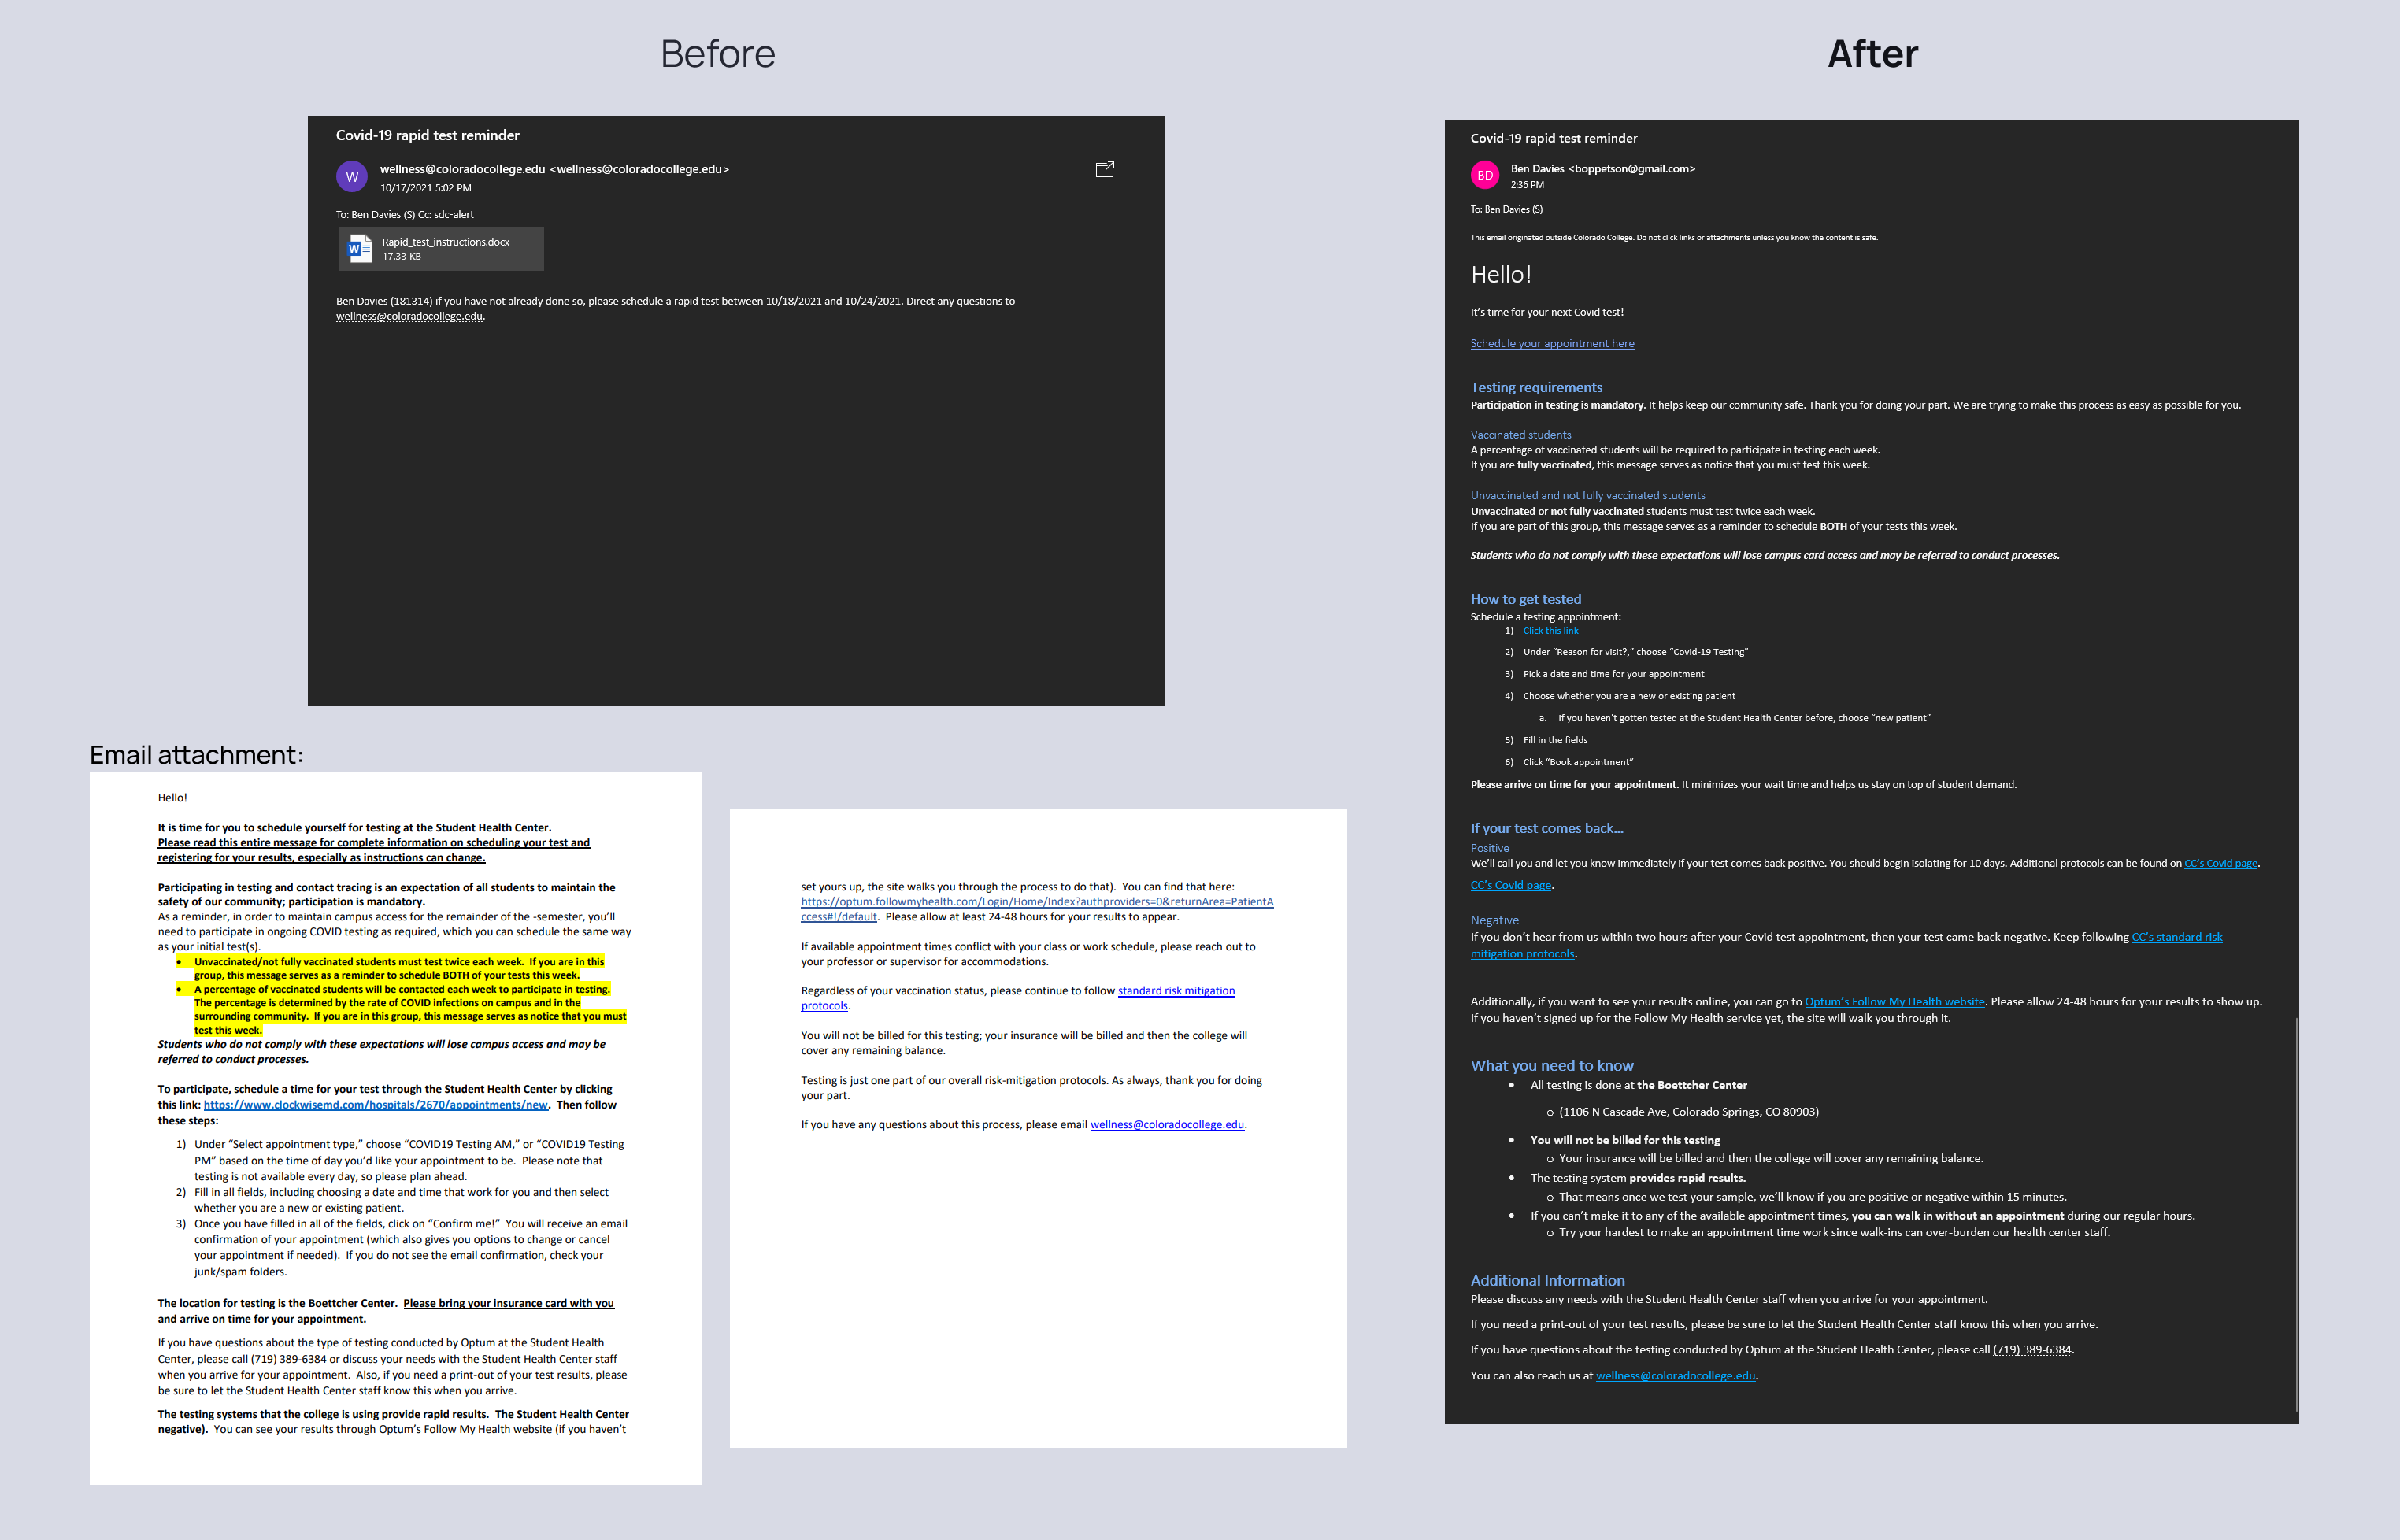 Before
Covid-19 rapid test reminder
W
wellness@coloradocollege.edu <wellness@coloradocollege.edu>
10/17/2021 5:02 PM
To: Ben Davies (S) Cc: sdc-alert
W
Rapid_test_instructions.docx
17.33 KB
Ben Davies (181314) if you have not already done so, please schedule a rapid test between 10/18/2021 and 10/24/2021. Direct any questions to
wellness@coloradocollege.edu.
Email attachment:
Hello!
It is time for you to schedule yourself for testing at the Student Health Center.
Please read this entire message for complete information on scheduling your test and
registering for your results, especially as instructions can change.
Participating in testing and contact tracing is an expectation of all students to maintain the
safety of our community; participation is mandatory.
As a reminder, in order to maintain campus access for the remainder of the -semester, you’ll
need to participate in ongoing COVID testing as required, which you can schedule the same way
as your initial test(s).
• Unvaccinated/not fully vaccinated students must test twice each week. If you are in this
group, this message serves as a reminder to schedule BOTH of your tests this week.
• A percentage of vaccinated students will be contacted each week to participate in testing.
The percentage is determined by the rate of COVID infections on campus and in the
surrounding community. If you are in this group, this message serves as notice that you must
test this week.
Students who do not comply with these expectations will lose campus access and may be
referred to conduct processes.
To participate, schedule a time for your test through the Student Health Center by clicking
this link: https://www.clockwisemd.com/hospitals/2670/appointments/new. Then follow
these steps:
1) Under “Select appointment type,” choose “COVID19 Testing AM,” or “COVID19 Testing
PM” based on the time of day you’d like your appointment to be. Please note that
testing is not available every day, so please plan ahead.
2) Fill in all fields, including choosing a date and time that work for you and then select
whether you are a new or existing patient.
3) Once you have filled in all of the fields, click on “Confirm me!” You will receive an email
confirmation of your appointment (which also gives you options to change or cancel
your appointment if needed). If you do not see the email confirmation, check your
junk/spam folders.
The location for testing is the Boettcher Center. Please bring your insurance card with you
and arrive on time for your appointment.
If you have questions about the type of testing conducted by Optum at the Student Health
Center, please call (719) 389-6384 or discuss your needs with the Student Health Center staff
when you arrive for your appointment. Also, if you need a print-out of your test results, please
be sure to let the Student Health Center staff know this when you arrive.
The testing systems that the college is using provide rapid results. The Student Health Center
negative). You can see your results through Optum’s Follow My Health website (if you haven’t
set yours up, the site walks you through the process to do that). You can find that here:
https://optum.followmyhealth.com/Login/Home/Index?authproviders=0&returnArea=PatientA
ccess#!/default. Please allow at least 24-48 hours for your results to appear.
If available appointment times conflict with your class or work schedule, please reach out to
your professor or supervisor for accommodations.
Regardless of your vaccination status, please continue to follow standard risk mitigation
protocols.
You will not be billed for this testing; your insurance will be billed and then the college will
cover any remaining balance.
Testing is just one part of our overall risk-mitigation protocols. As always, thank you for doing
your part.
If you have any questions about this process, please email wellness@coloradocollege.edu.
After
Covid-19 rapid test reminder
BD
Ben Davies <boppetson@gmail.com>
2:36 PM
To: Ben Davies (S)
This email originated outside Colorado College. Do not click links or attachments unless you know the content is safe.
Hello!
It’s time for your next Covid test!
Schedule your appointment here
Testing requirements
Participation in testing is mandatory. It helps keep our community safe. Thank you for doing your part. We are trying to make this process as easy as possible for you.
Vaccinated students
A percentage of vaccinated students will be required to participate in testing each week.
If you are fully vaccinated, this message serves as notice that you must test this week.
Unvaccinated and not fully vaccinated students
Unvaccinated or not fully vaccinated students must test twice each week.
If you are part of this group, this message serves as a reminder to schedule BOTH of your tests this week.
Students who do not comply with these expectations will lose campus card access and may be referred to conduct processes.
How to get tested
Schedule a testing appointment:
1) Click this link
2) Under “Reason for visit?,” choose “Covid-19 Testing”
3) Pick a date and time for your appointment
4) Choose whether you are a new or existing patient
a. If you haven’t gotten tested at the Student Health Center before, choose “new patient”
5) Fill in the fields
6) Click “Book appointment”
Please arrive on time for your appointment. It minimizes your wait time and helps us stay on top of student demand.
If your test comes back...
Positive
We’ll call you and let you know immediately if your test comes back positive. You should begin isolating for 10 days. Additional protocols can be found on CC’s Covid page.
CC’s Covid page.
Negative
If you don’t hear from us within two hours after your Covid test appointment, then your test came back negative. Keep following CC’s standard risk
mitigation protocols.
Additionally, if you want to see your results online, you can go to Optum’s Follow My Health website. Please allow 24-48 hours for your results to show up.
If you haven’t signed up for the Follow My Health service yet, the site will walk you through it.
What you need to know
• All testing is done at the Boettcher Center
o (1106 N Cascade Ave, Colorado Springs, CO 80903)
• You will not be billed for this testing
o Your insurance will be billed and then the college will cover any remaining balance.
• The testing system provides rapid results.
o That means once we test your sample, we’ll know if you are positive or negative within 15 minutes.
• If you can’t make it to any of the available appointment times, you can walk in without an appointment during our regular hours.
o Try your hardest to make an appointment time work since walk-ins can over-burden our health center staff.
Additional Information
Please discuss any needs with the Student Health Center staff when you arrive for your appointment.
If you need a print-out of your test results, please be sure to let the Student Health Center staff know this when you arrive.
If you have questions about the testing conducted by Optum at the Student Health Center, please call (719) 389-6384.
You can also reach us at wellness@coloradocollege.edu.